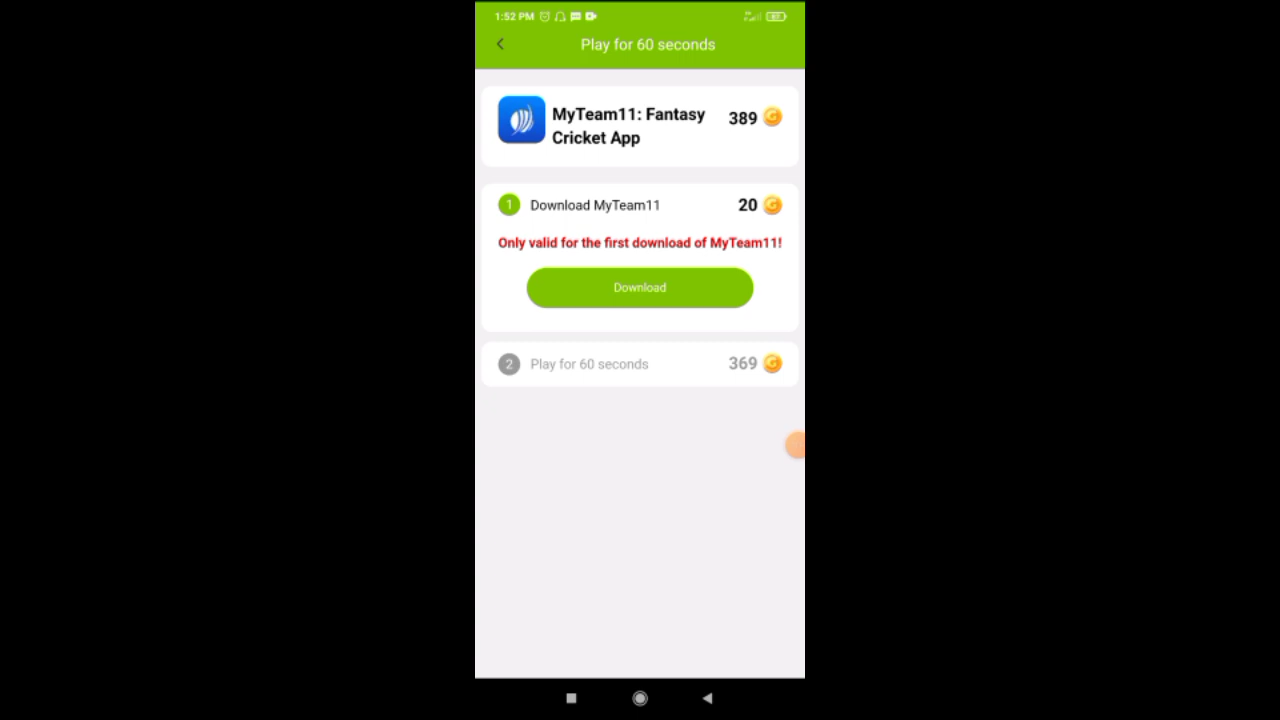 1:52 PM
Play for 60 seconds
MyTeam11: Fantasy
Cricket App
389
1 Download MyTeam11 20
Only valid for the first download of MyTeam11!
Download
2 Play for 60 seconds 369